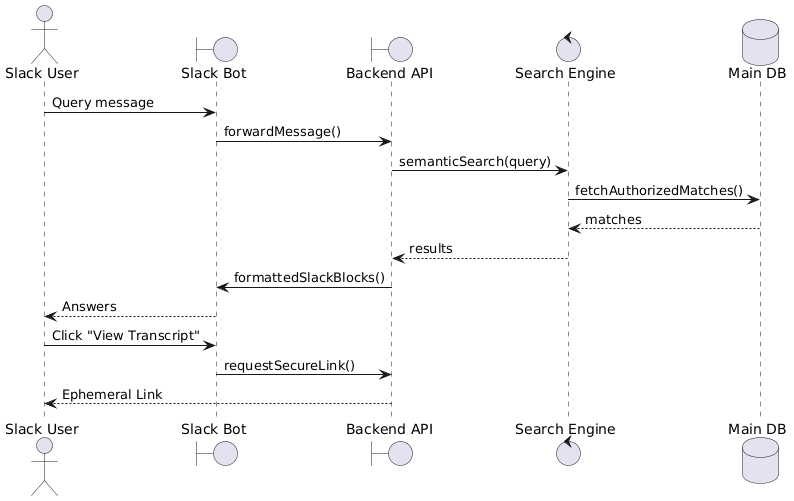 Slack User
Slack Bot
Backend API
Search Engine
Main DB
Query message
forwardMessage()
semanticSearch(query)
fetchAuthorizedMatches()
matches
results
formattedSlackBlocks()
Answers
Click "View Transcript"
requestSecureLink()
Ephemeral Link
Slack User
Slack Bot
Backend API
Search Engine
Main DB